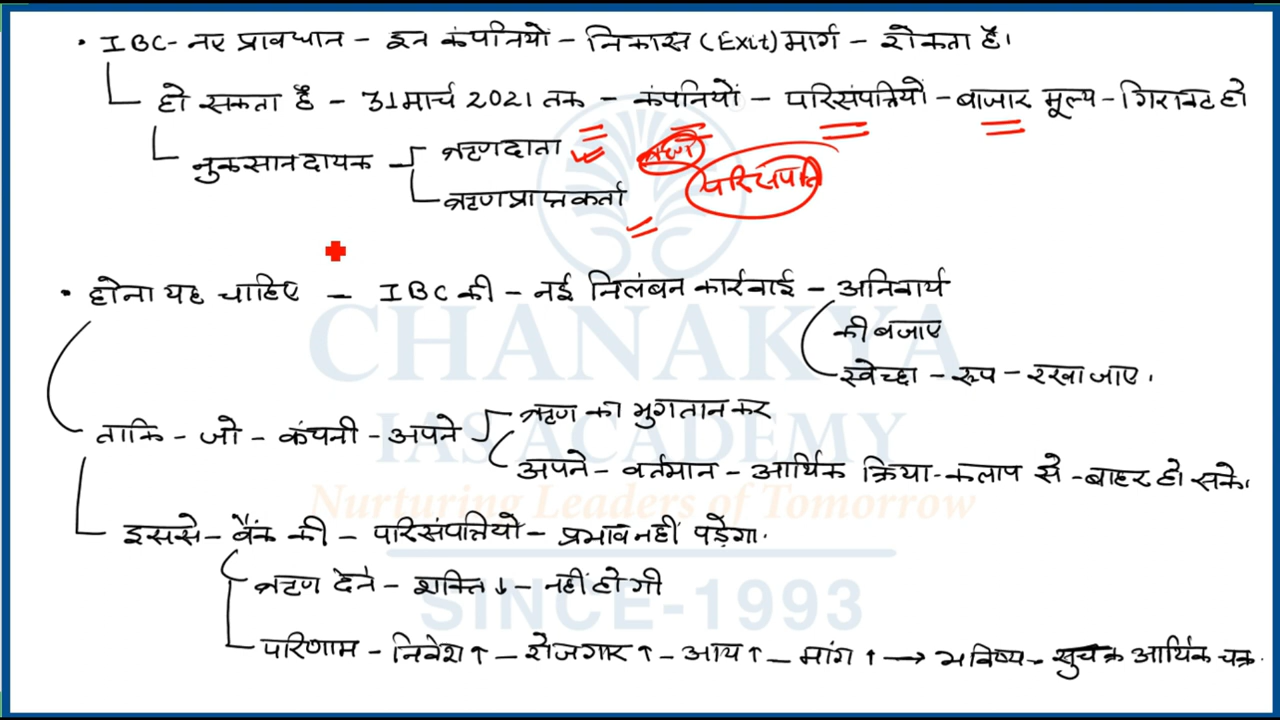 • IBC - नए प्रावधान - इन कंपनियों - निकास (Exit) मार्ग - रोकता है।
हो सकता है - 31 मार्च 2021 तक - कंपनियों - परिसंपत्तियों - बाजार मूल्य - गिरावट हो
नुकसानदायक - ऋणदाता
ऋण
परिसंपत्ति
ऋणप्राप्तकर्ता
• होना यह चाहिए - IBC की - नई निलंबन कार्रवाई - अनिवार्य
की बजाए
स्वेच्छा - रूप - रखा जाए।
ताकि - जो - कंपनी - अपने ऋण का भुगतान कर
अपने - वर्तमान - आर्थिक क्रिया-कलाप से - बाहर हो सके।
इससे - बैंक की - परिसंपत्तियों - प्रभाव नहीं पड़ेगा।
ऋण देने - शक्ति ↓ - नहीं होगी
परिणाम - निवेश ↑ - रोजगार ↑ - आय ↑ - मांग ↑ → भविष्य - सुचक्र आर्थिक चक्र.
CHANAKYA
IAS ACADEMY
Nurturing Leaders of Tomorrow
SINCE-1993